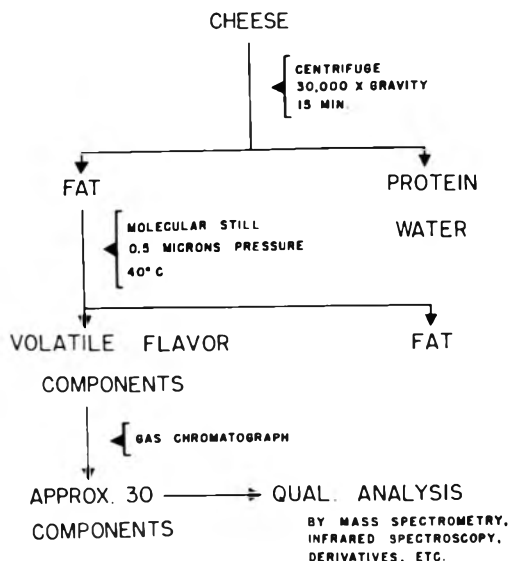 CHEESE
CENTRIFUGE
30,000 X GRAVITY
15 MIN.
FAT
PROTEIN
WATER
MOLECULAR STILL
0.5 MICRONS PRESSURE
40° C
VOLATILE FLAVOR
COMPONENTS
FAT
GAS CHROMATOGRAPH
APPROX. 30
COMPONENTS
QUAL. ANALYSIS
BY MASS SPECTROMETRY,
INFRARED SPECTROSCOPY,
DERIVATIVES, ETC.